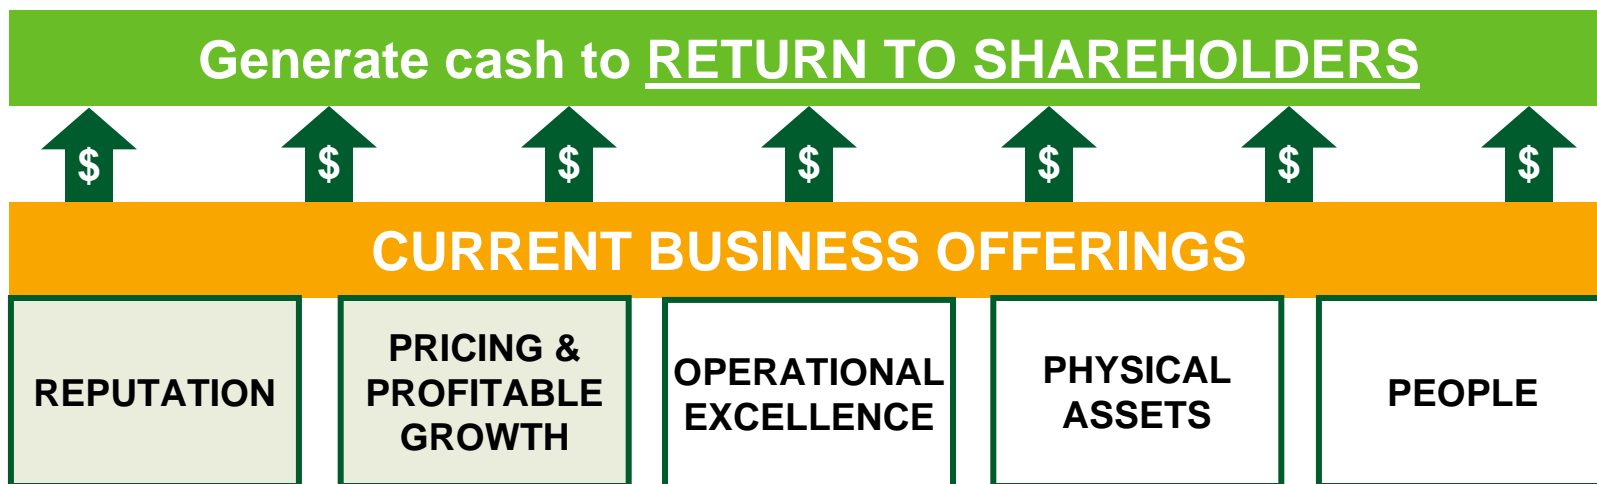 Generate cash to RETURN TO SHAREHOLDERS
$ $ $ $ $ $ $
CURRENT BUSINESS OFFERINGS
REPUTATION
PRICING &
PROFITABLE
GROWTH
OPERATIONAL
EXCELLENCE
PHYSICAL
ASSETS
PEOPLE